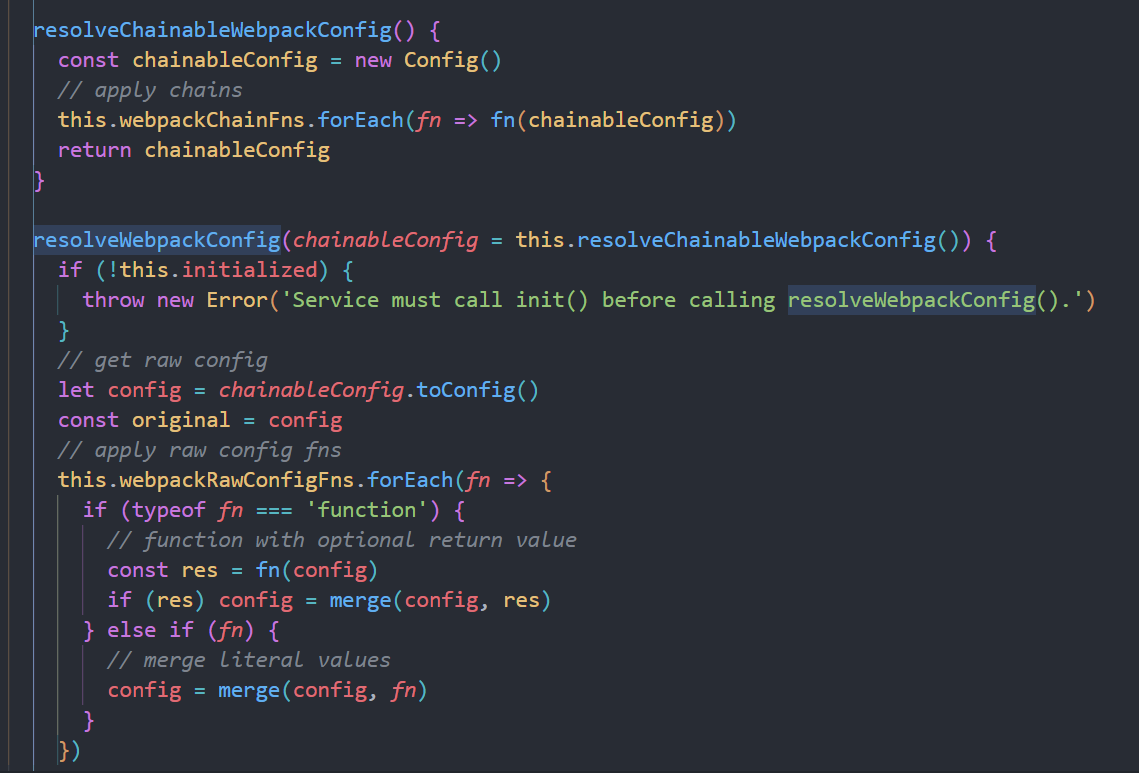 resolveChainableWebpackConfig() {
  const chainableConfig = new Config()
  // apply chains
  this.webpackChainFns.forEach(fn => fn(chainableConfig))
  return chainableConfig
}

resolveWebpackConfig(chainableConfig = this.resolveChainableWebpackConfig()) {
  if (!this.initialized) {
    throw new Error('Service must call init() before calling resolveWebpackConfig().')
  }
  // get raw config
  let config = chainableConfig.toConfig()
  const original = config
  // apply raw config fns
  this.webpackRawConfigFns.forEach(fn => {
    if (typeof fn === 'function') {
      // function with optional return value
      const res = fn(config)
      if (res) config = merge(config, res)
    } else if (fn) {
      // merge literal values
      config = merge(config, fn)
    }
  })